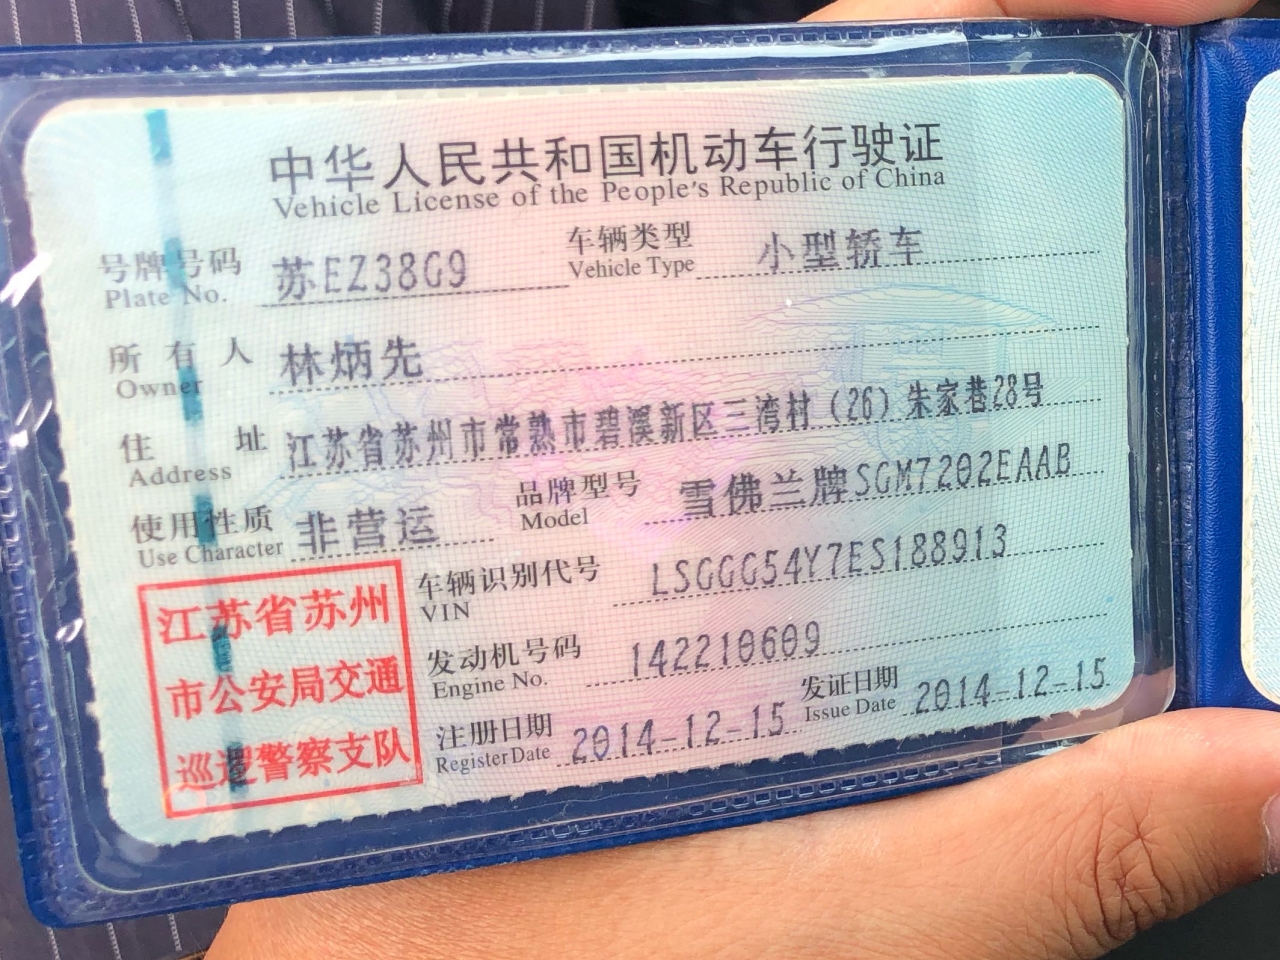 中华人民共和国机动车行驶证
Vehicle License of the People's Republic of China
号牌号码 苏EZ38G9 车辆类型 小型轿车
Plate No. Vehicle Type
所有人 林炳先
Owner
住址 江苏省苏州市常熟市碧溪新区三湾村(26)朱家巷28号
Address
使用性质 非营运 品牌型号 雪佛兰牌SGM7202EAAB
Use Character Model
车辆识别代号 LSGGG54Y7ES188913
VIN
发动机号码 142210609
Engine No.
注册日期 2014-12-15 发证日期 2014-12-15
Register Date Issue Date
江苏省苏州
市公安局交通
巡逻警察支队